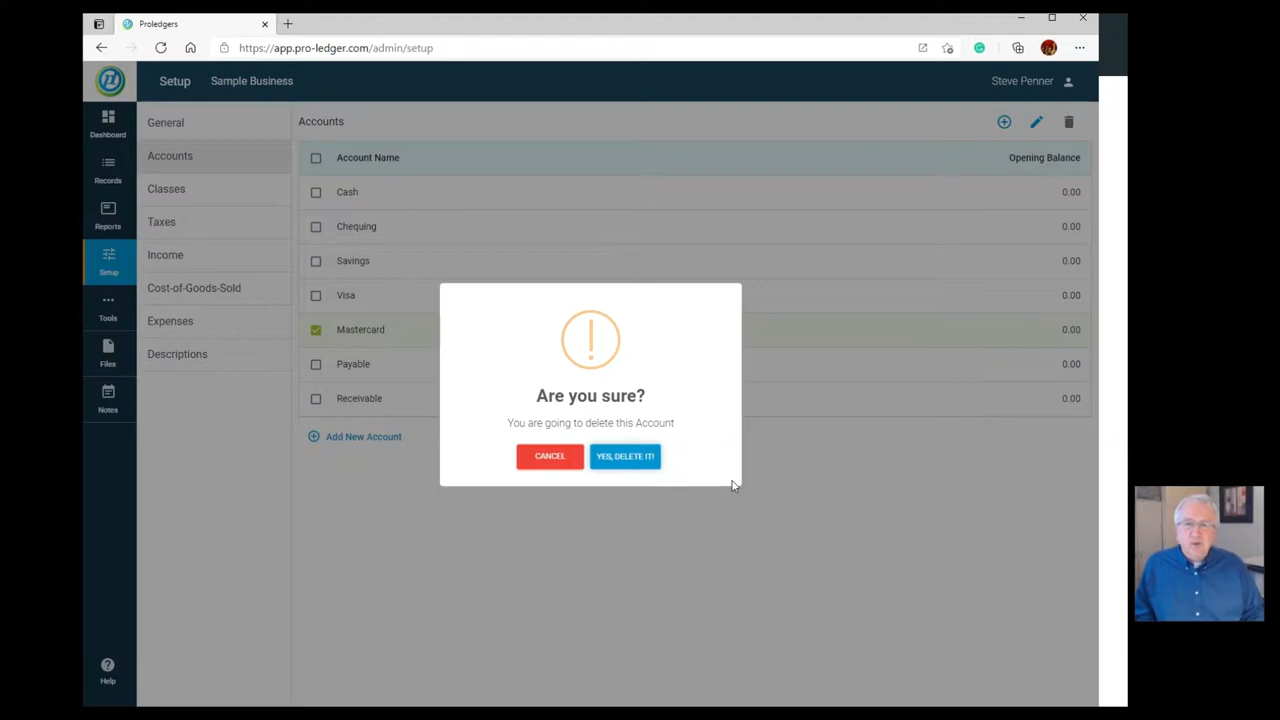 Proledgers
https://app.pro-ledger.com/admin/setup
Setup
Sample Business
Steve Penner
Dashboard
Records
Reports
Setup
Tools
Files
Notes
Help
General
Accounts
Classes
Taxes
Income
Cost-of-Goods-Sold
Expenses
Descriptions
Accounts
Account Name Opening Balance
Cash 0.00
Chequing 0.00
Savings 0.00
Visa 0.00
Mastercard 0.00
Payable 0.00
Receivable 0.00
Add New Account
Are you sure?
You are going to delete this Account
CANCEL YES, DELETE IT!